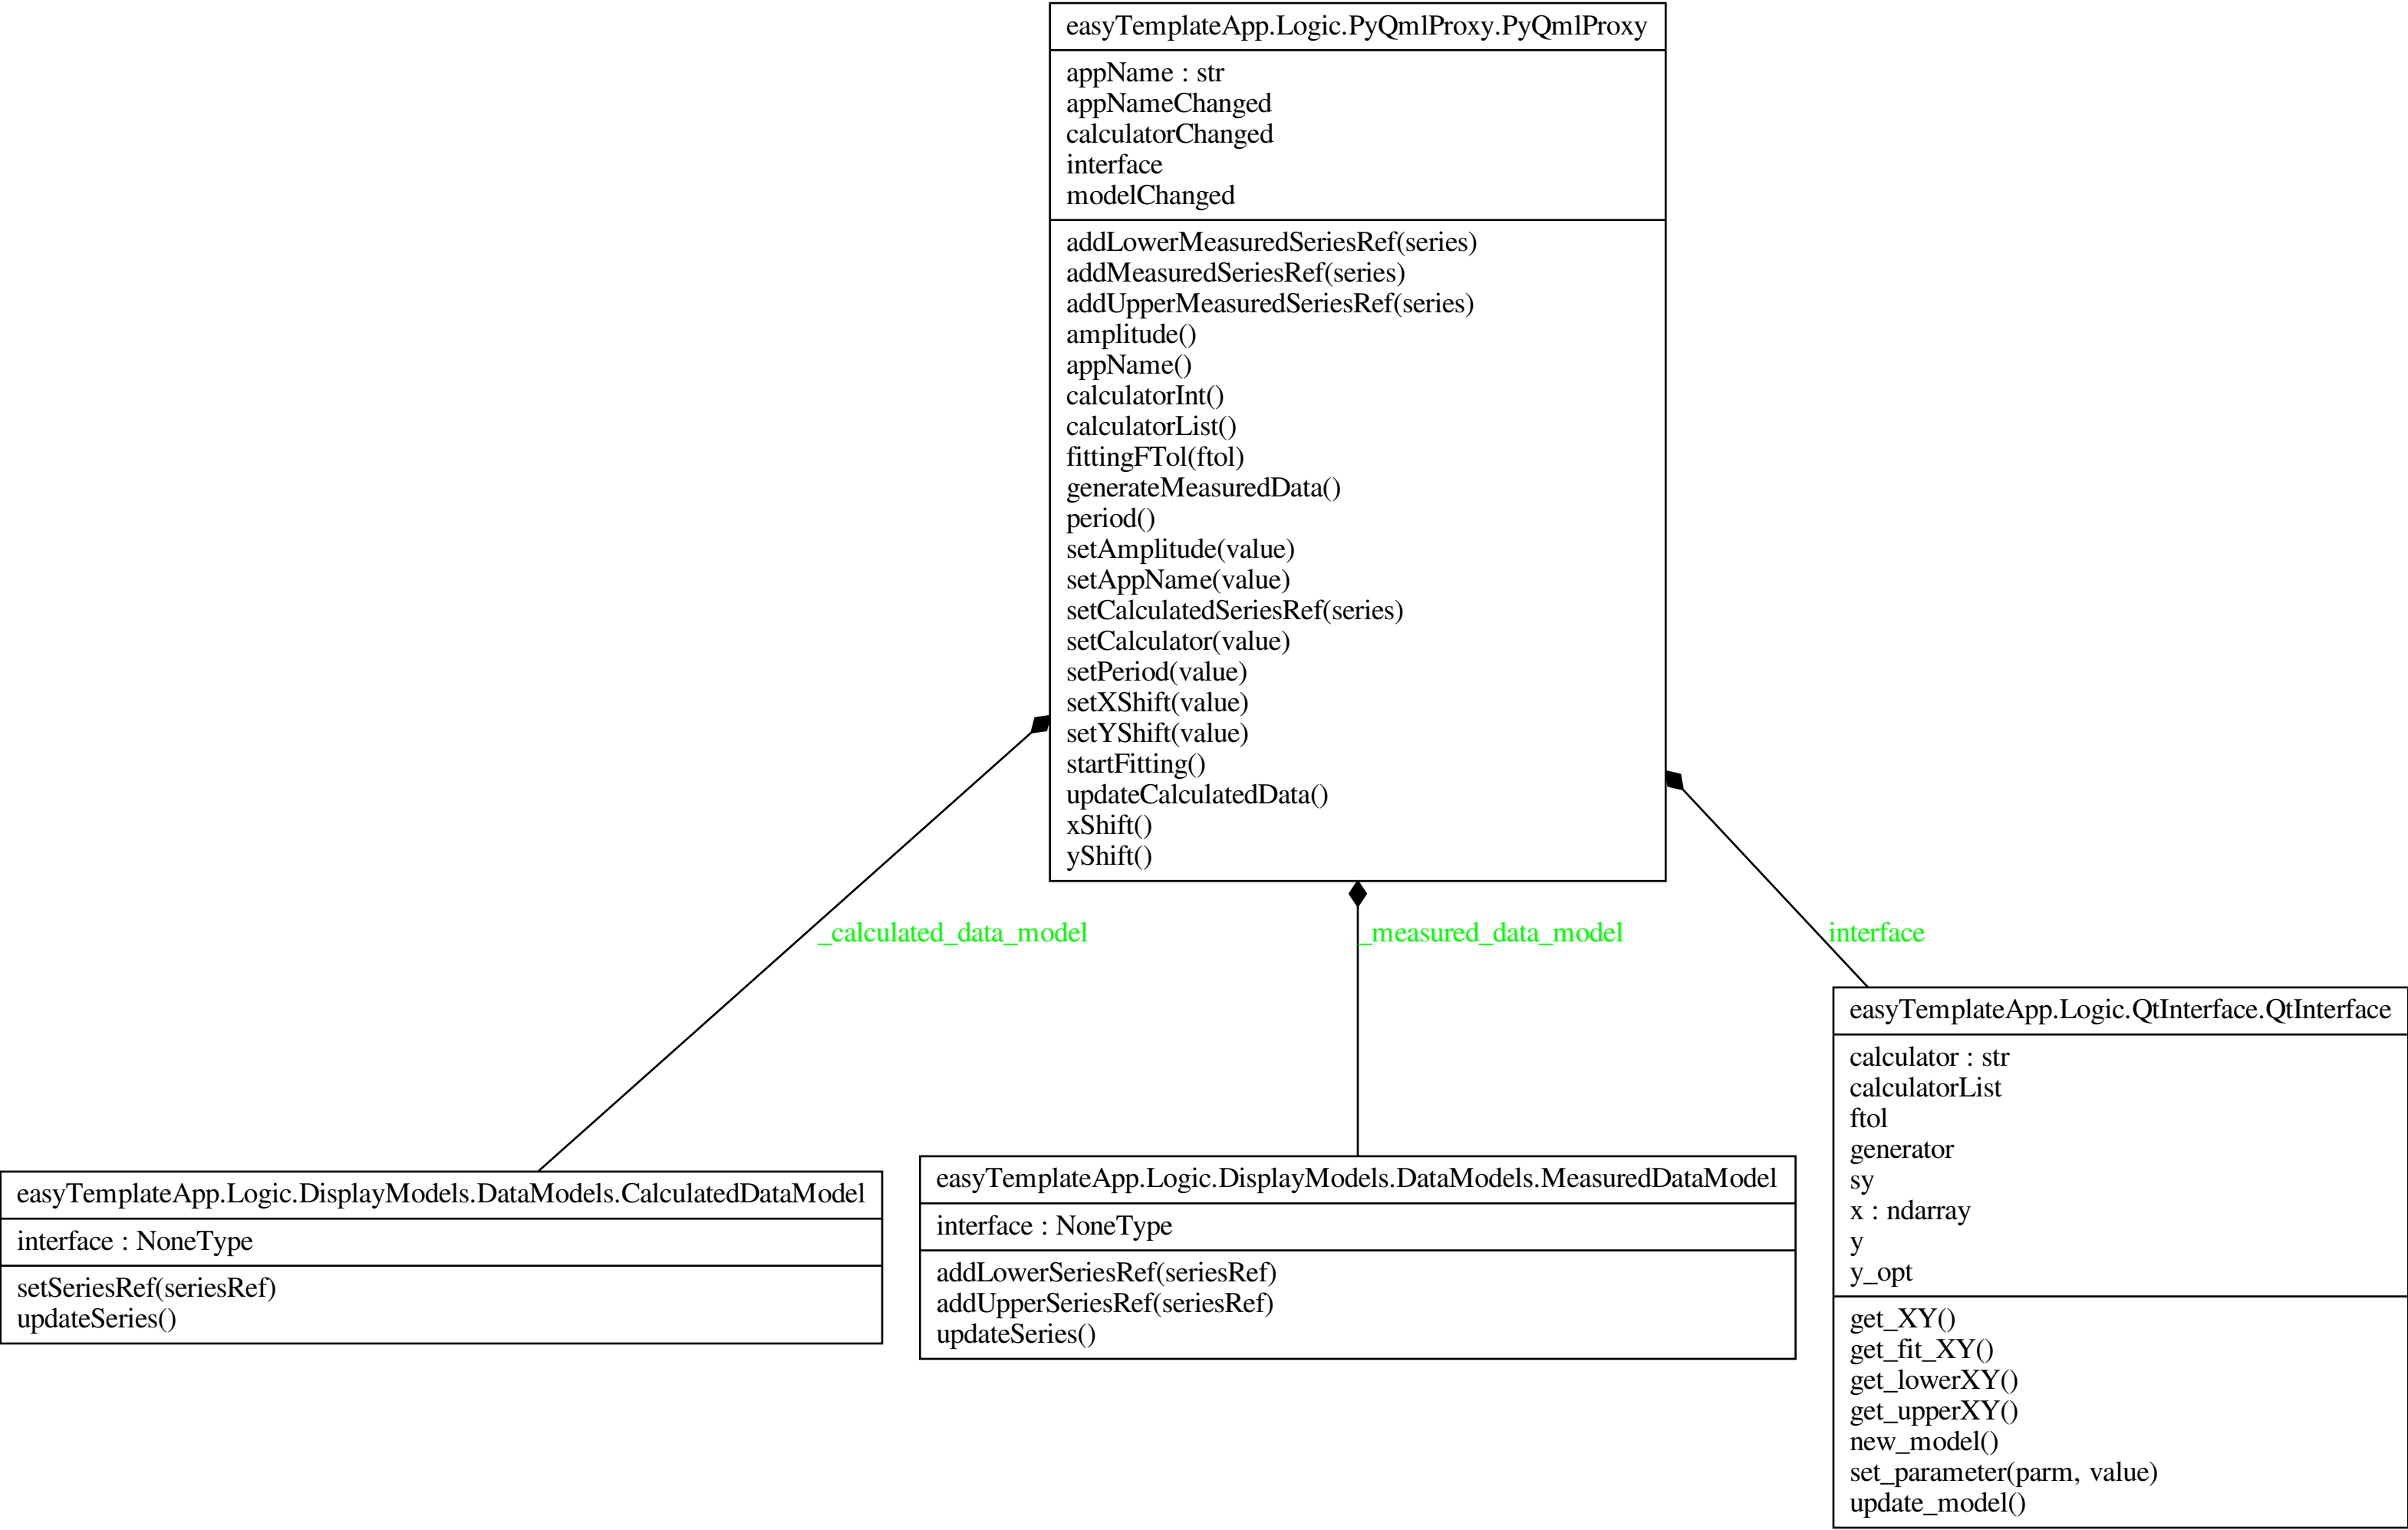 easyTemplateApp.Logic.PyQmlProxy.PyQmlProxy
appName : str
appNameChanged
calculatorChanged
interface
modelChanged
addLowerMeasuredSeriesRef(series)
addMeasuredSeriesRef(series)
addUpperMeasuredSeriesRef(series)
amplitude()
appName()
calculatorInt()
calculatorList()
fittingFTol(ftol)
generateMeasuredData()
period()
setAmplitude(value)
setAppName(value)
setCalculatedSeriesRef(series)
setCalculator(value)
setPeriod(value)
setXShift(value)
setYShift(value)
startFitting()
updateCalculatedData()
xShift()
yShift()
_calculated_data_model
_measured_data_model
interface
easyTemplateApp.Logic.DisplayModels.DataModels.CalculatedDataModel
interface : NoneType
setSeriesRef(seriesRef)
updateSeries()
easyTemplateApp.Logic.DisplayModels.DataModels.MeasuredDataModel
interface : NoneType
addLowerSeriesRef(seriesRef)
addUpperSeriesRef(seriesRef)
updateSeries()
easyTemplateApp.Logic.QtInterface.QtInterface
calculator : str
calculatorList
ftol
generator
sy
x : ndarray
y
y_opt
get_XY()
get_fit_XY()
get_lowerXY()
get_upperXY()
new_model()
set_parameter(parm, value)
update_model()